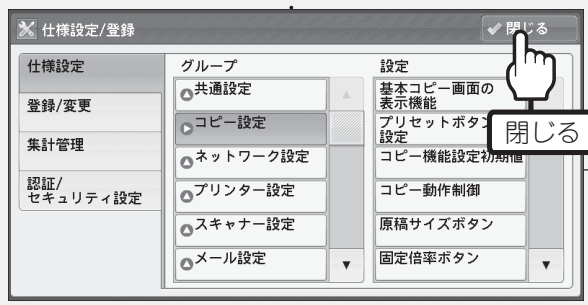 仕様設定/登録
閉じる
仕様設定
登録/変更
集計管理
認証/
セキュリティ設定
グループ
共通設定
コピー設定
ネットワーク設定
プリンター設定
スキャナー設定
メール設定
設定
基本コピー画面の
表示機能
プリセットボタン
設定
コピー機能設定初期値
コピー動作制御
原稿サイズボタン
固定倍率ボタン
閉じる